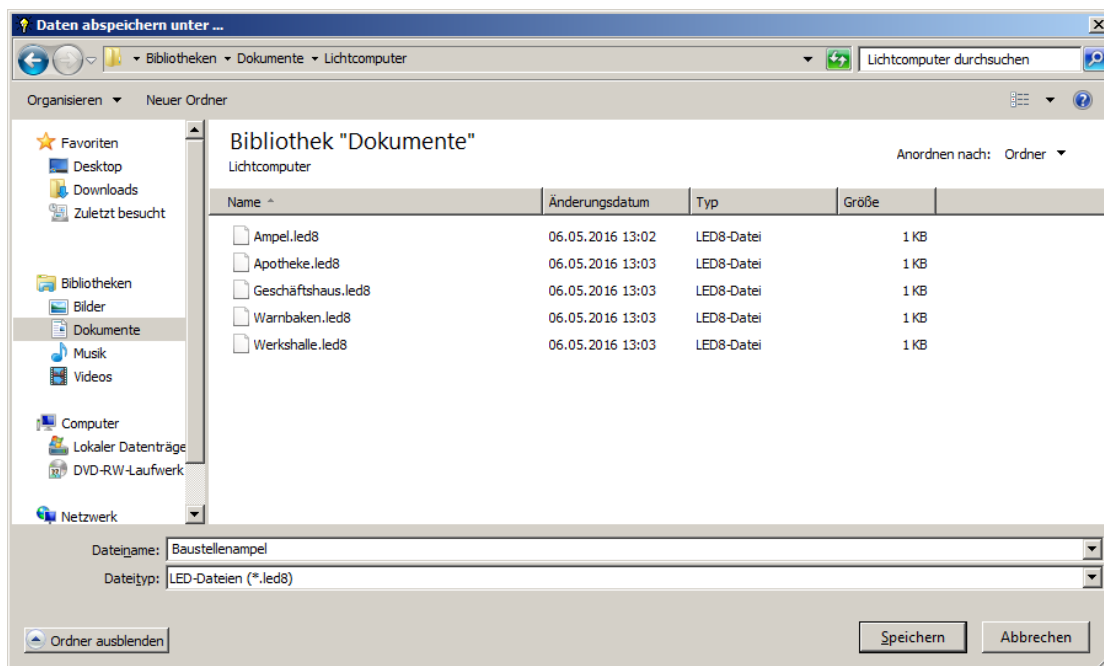 Daten abspeichern unter ...
Bibliotheken Dokumente Lichtcomputer
Lichtcomputer durchsuchen
Organisieren Neuer Ordner
Favoriten
Desktop
Downloads
Zuletzt besucht
Bibliotheken
Bilder
Dokumente
Musik
Videos
Computer
Lokaler Datenträge
DVD-RW-Laufwerk
Netzwerk
Bibliothek "Dokumente"
Lichtcomputer
Anordnen nach: Ordner
Name Änderungsdatum Typ Größe
Ampel.led8 06.05.2016 13:02 LED8-Datei 1 KB
Apotheke.led8 06.05.2016 13:03 LED8-Datei 1 KB
Geschäftshaus.led8 06.05.2016 13:03 LED8-Datei 1 KB
Warnbaken.led8 06.05.2016 13:03 LED8-Datei 1 KB
Werkshalle.led8 06.05.2016 13:03 LED8-Datei 1 KB
Dateiname: Baustellenampel
Dateityp: LED-Dateien (*.led8)
Ordner ausblenden
Speichern Abbrechen